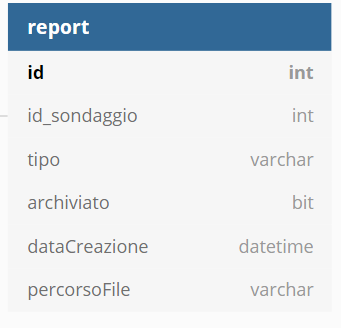 report
id int
id_sondaggio int
tipo varchar
archiviato bit
dataCreazione datetime
percorsoFile varchar